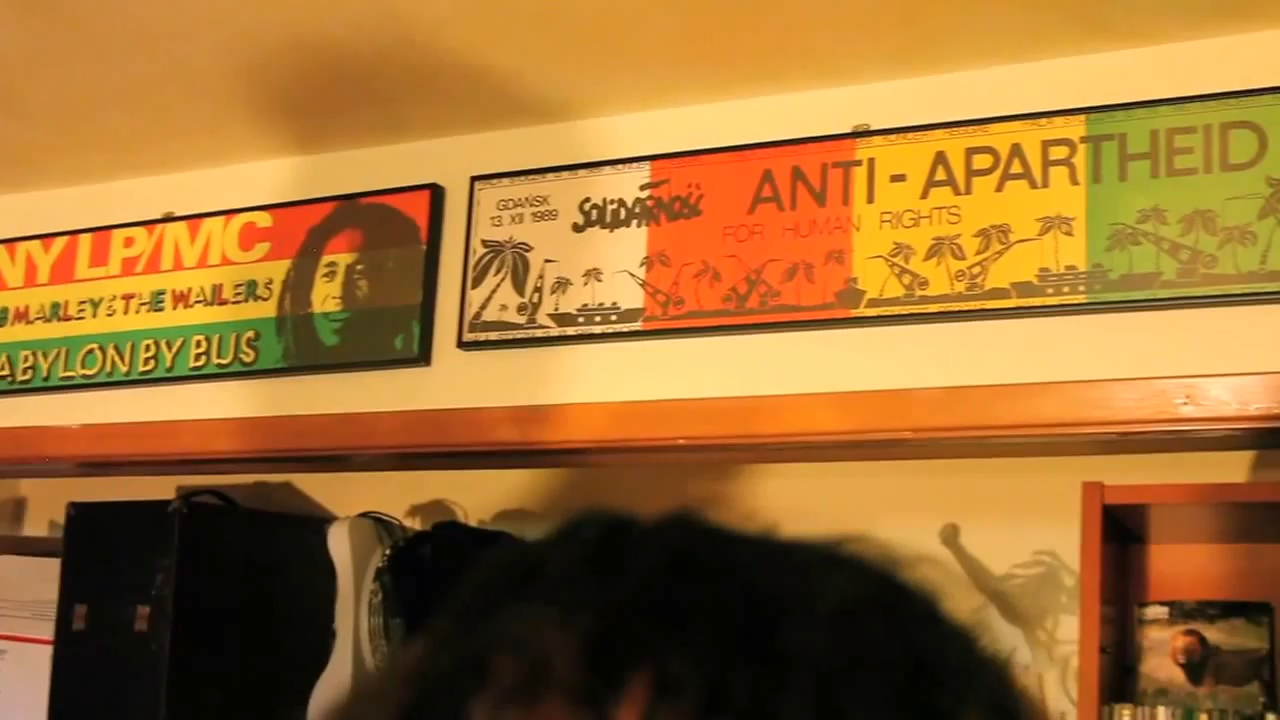 NY LP/MC
MARLEY & THE WAILERS
ABYLON BY BUS
GDAŃSK
13 XII 1989
SOLIDARNOŚĆ
ANTI-APARTHEID
FOR HUMAN RIGHTS